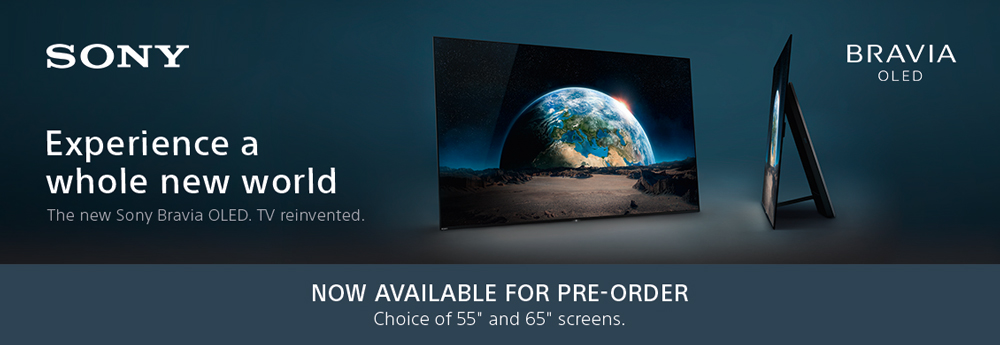 SONY
BRAVIA
OLED
Experience a
whole new world
The new Sony Bravia OLED. TV reinvented.
NOW AVAILABLE FOR PRE-ORDER
Choice of 55" and 65" screens.